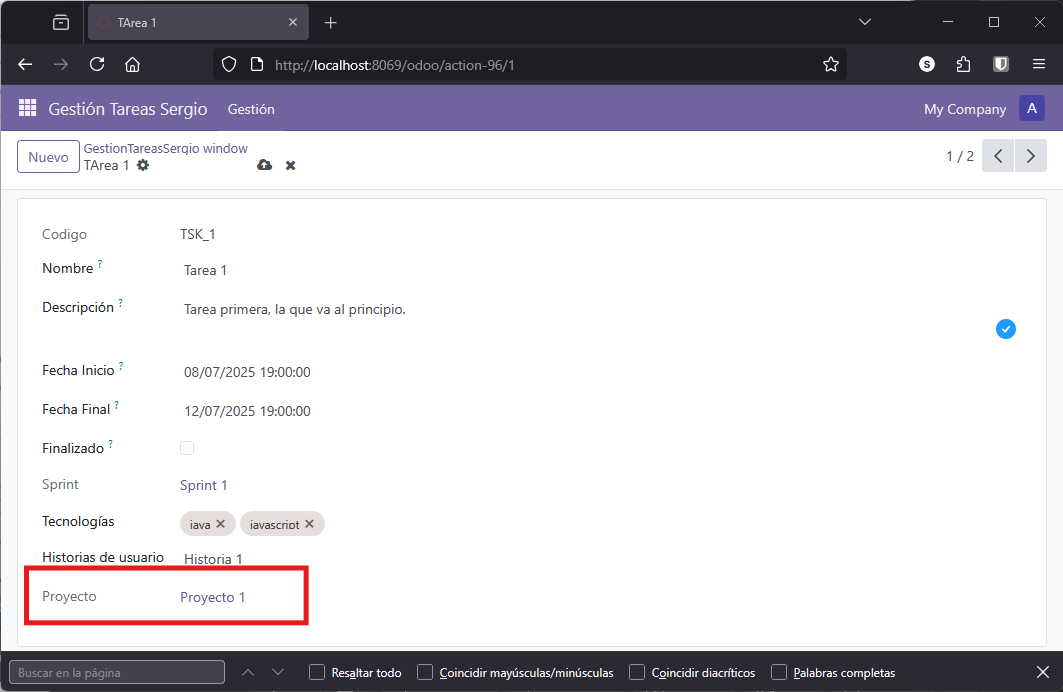 TArea 1
http://localhost:8069/odoo/action-96/1
S
Gestión Tareas Sergio Gestión My Company A
Nuevo GestionTareasSergio window
TArea 1
1 / 2
Codigo TSK_1
Nombre ? Tarea 1
Descripción ? Tarea primera, la que va al principio.
Fecha Inicio ? 08/07/2025 19:00:00
Fecha Final ? 12/07/2025 19:00:00
Finalizado ?
Sprint Sprint 1
Tecnologías java javascript
Historias de usuario Historia 1
Proyecto Proyecto 1
Buscar en la página Resaltar todo Coincidir mayúsculas/minúsculas Coincidir diacríticos Palabras completas